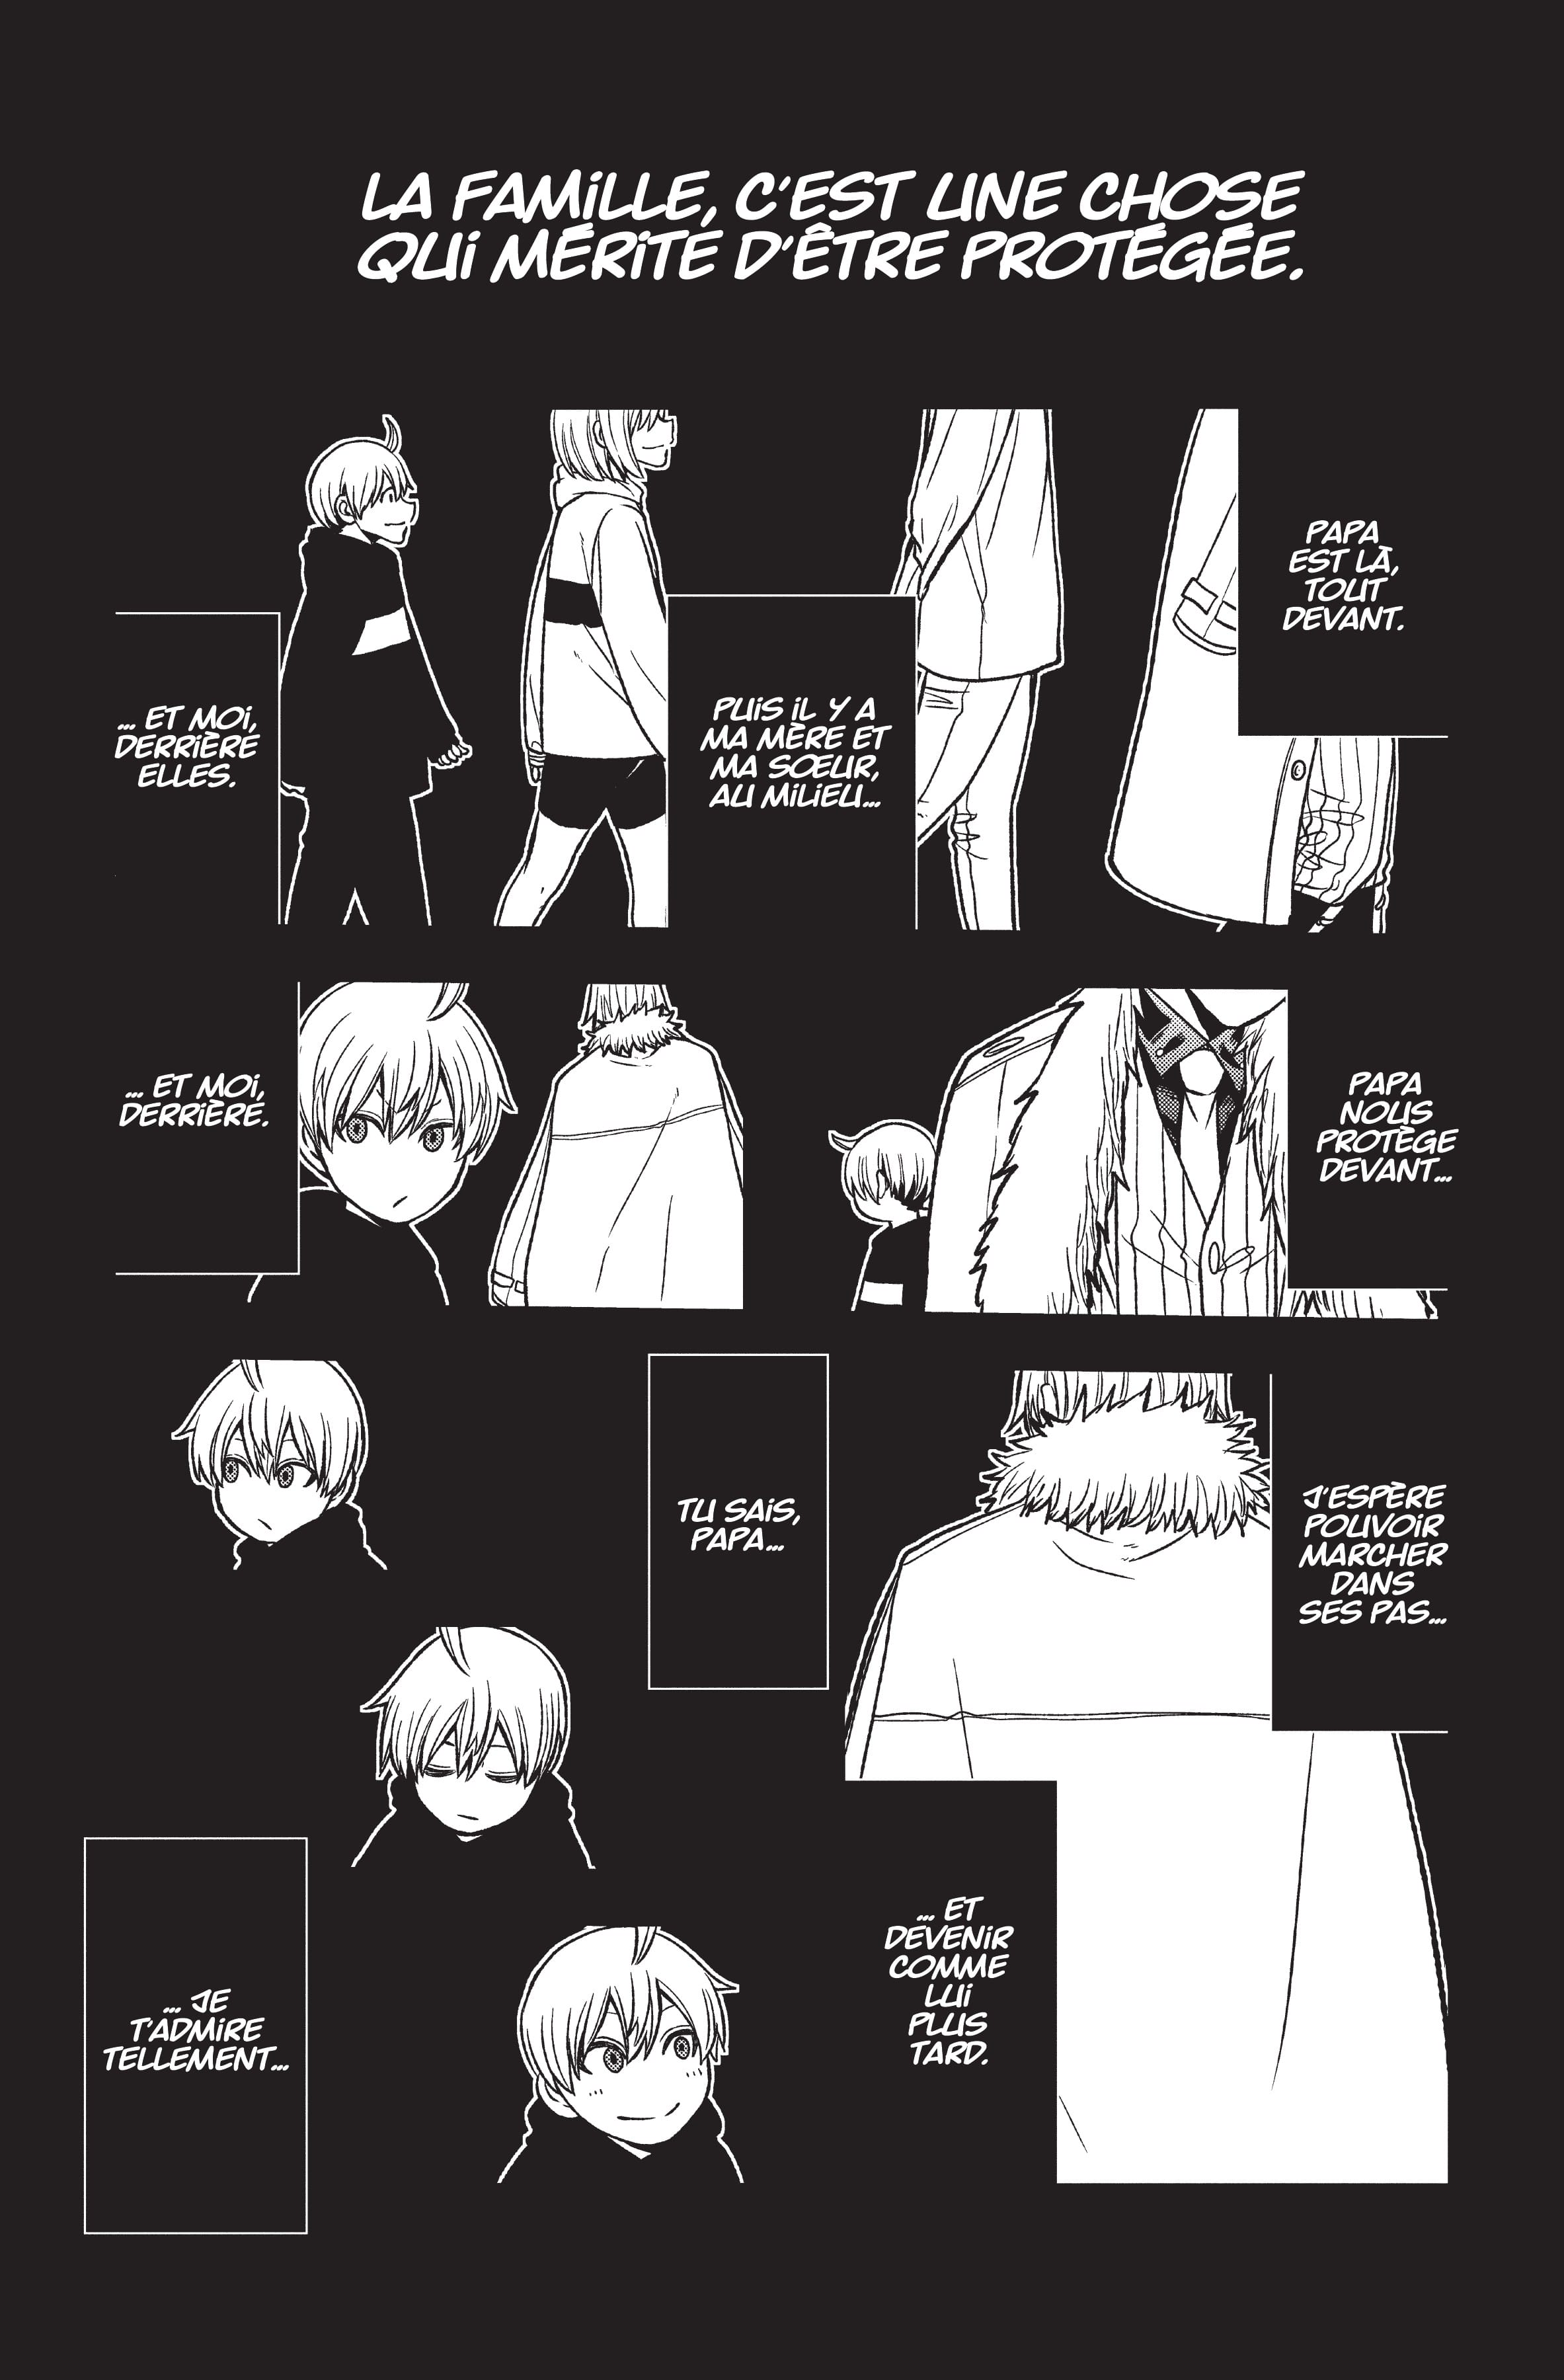 LA FAMILLE, C'EST UNE CHOSE
QUI MÉRITE D'ÊTRE PROTÉGÉE.
PAPA
EST LÀ,
TOUT
DEVANT.
PUIS IL Y A
MA MÈRE ET
MA SŒUR,
AU MILIEU...
... ET MOI,
DERRIÈRE
ELLES.
PAPA
NOUS
PROTÈGE
DEVANT...
... ET MOI,
DERRIÈRE.
J'ESPÈRE
POUVOIR
MARCHER
DANS
SES PAS...
... ET
DEVENIR
COMME
LUI
PLUS
TARD.
TU SAIS,
PAPA...
... JE
T'ADMIRE
TELLEMENT...